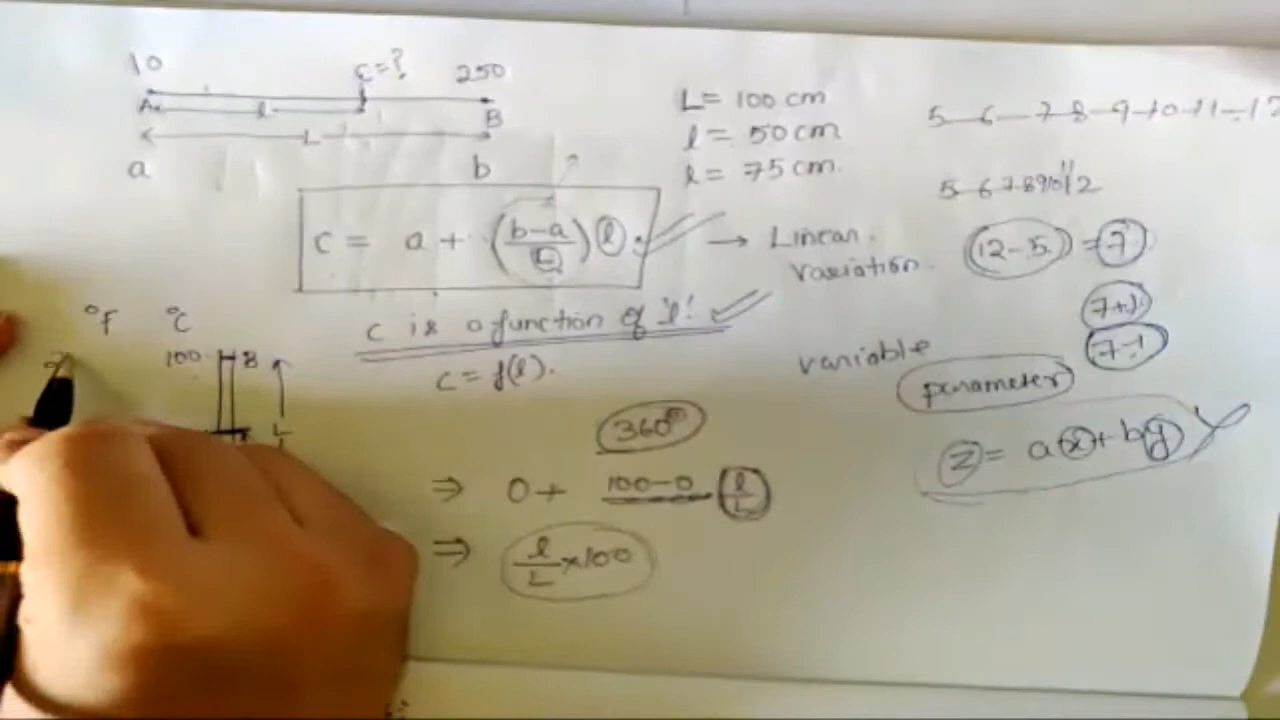 10 c=? 250
A l B
L
a b
L= 100 cm
l = 50 cm
l = 75 cm.
5-6-7-8-9-10-11-12
5 6 7 8 9 10 11 12
c = a + (b-a/L) l.
→ Linear
variation.
12-5 = 7
7+1
7-1
°F °C
100 B
L
c is a function of 'l'.
c = f(l).
variable
parameter
z = ax + by
360°
⇒ 0 + 100-0 l/L
⇒ l/L × 100